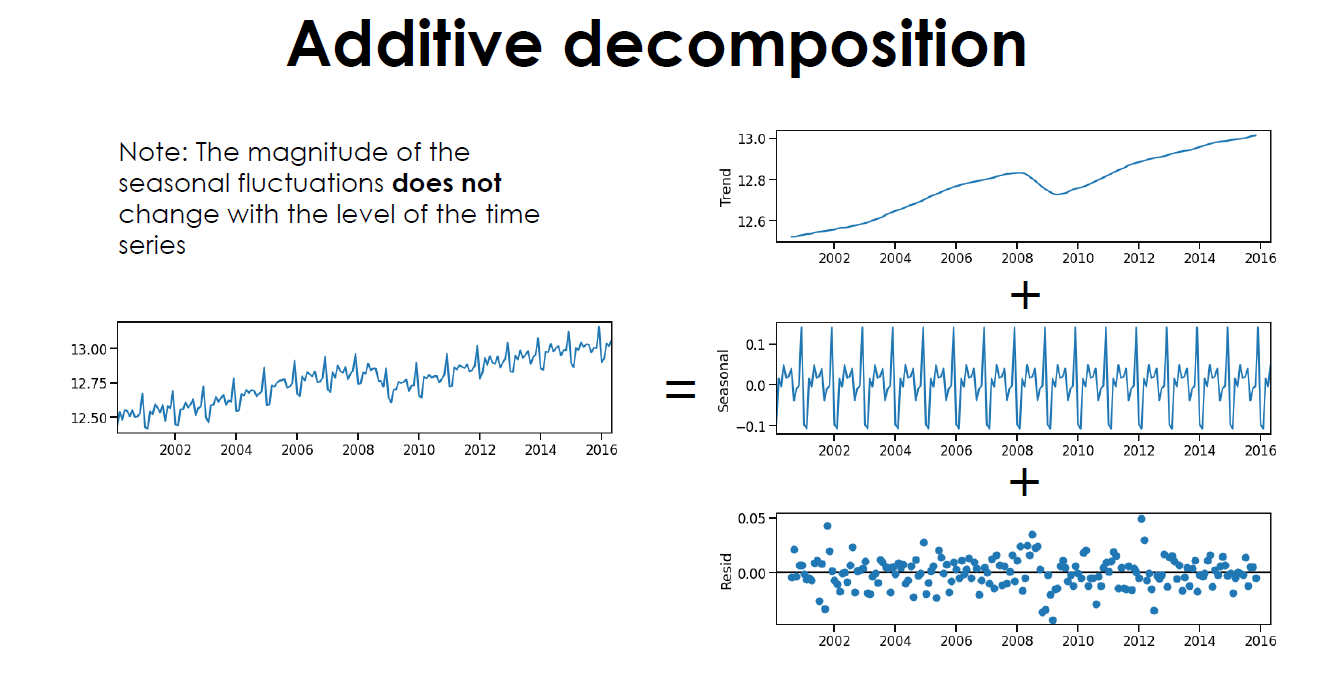 Additive decomposition
Note: The magnitude of the
seasonal fluctuations does not
change with the level of the time
series
13.00
12.75
12.50
2002 2004 2006 2008 2010 2012 2014 2016
=
Trend
13.0
12.8
12.6
2002 2004 2006 2008 2010 2012 2014 2016
+
Seasonal
0.1
0.0
−0.1
2002 2004 2006 2008 2010 2012 2014 2016
+
Resid
0.05
0.00
2002 2004 2006 2008 2010 2012 2014 2016